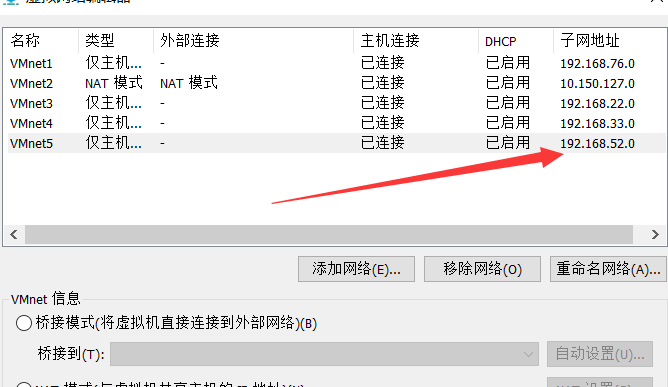 名称 类型 外部连接 主机连接 DHCP 子网地址
VMnet1 仅主机... - 已连接 已启用 192.168.76.0
VMnet2 NAT 模式 NAT 模式 已连接 已启用 10.150.127.0
VMnet3 仅主机... - 已连接 已启用 192.168.22.0
VMnet4 仅主机... - 已连接 已启用 192.168.33.0
VMnet5 仅主机... - 已连接 已启用 192.168.52.0
添加网络(E)... 移除网络(O) 重命名网络(A)...
VMnet 信息
桥接模式(将虚拟机直接连接到外部网络)(B)
桥接到(T): 自动设置(U)...